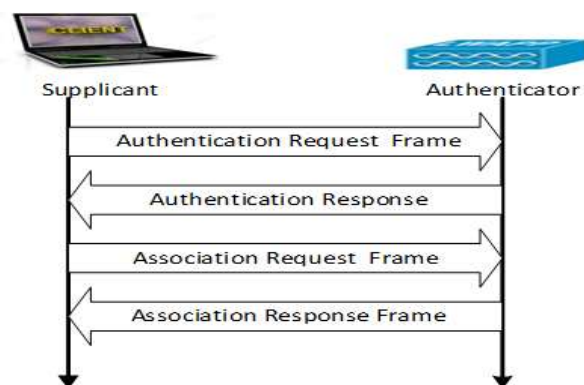 CLIENT
Supplicant
Authenticator
Authentication Request Frame
Authentication Response
Association Request Frame
Association Response Frame